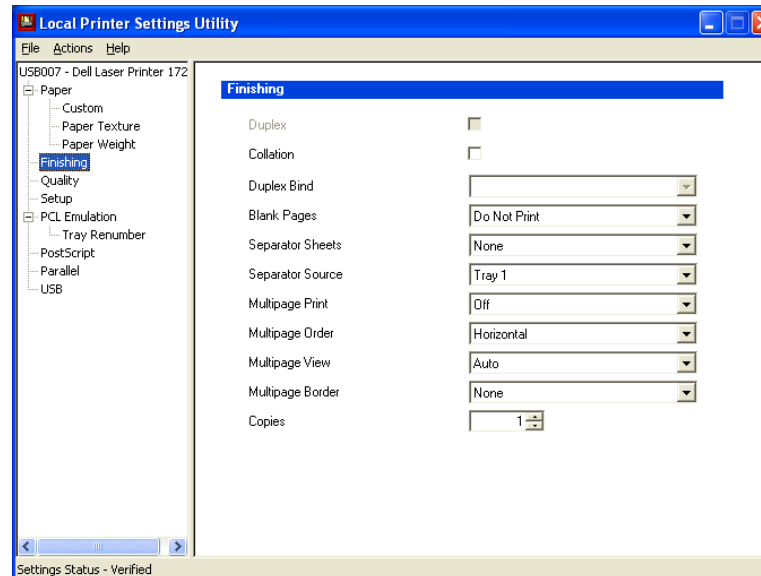 Local Printer Settings Utility
File Actions Help
USB007 - Dell Laser Printer 172
Paper
Custom
Paper Texture
Paper Weight
Finishing
Quality
Setup
PCL Emulation
Tray Renumber
PostScript
Parallel
USB
Finishing
Duplex
Collation
Duplex Bind
Blank Pages Do Not Print
Separator Sheets None
Separator Source Tray 1
Multipage Print Off
Multipage Order Horizontal
Multipage View Auto
Multipage Border None
Copies 1
Settings Status - Verified